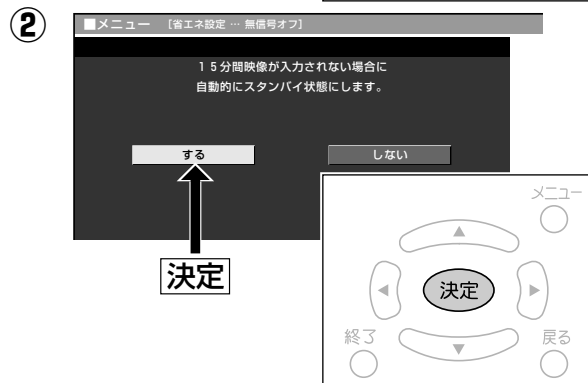 ②
■メニュー [省エネ設定 … 無信号オフ]
15分間映像が入力されない場合に
自動的にスタンバイ状態にします。
する
しない
決定
メニュー
▲
◀
決定
▶
終了
▼
戻る